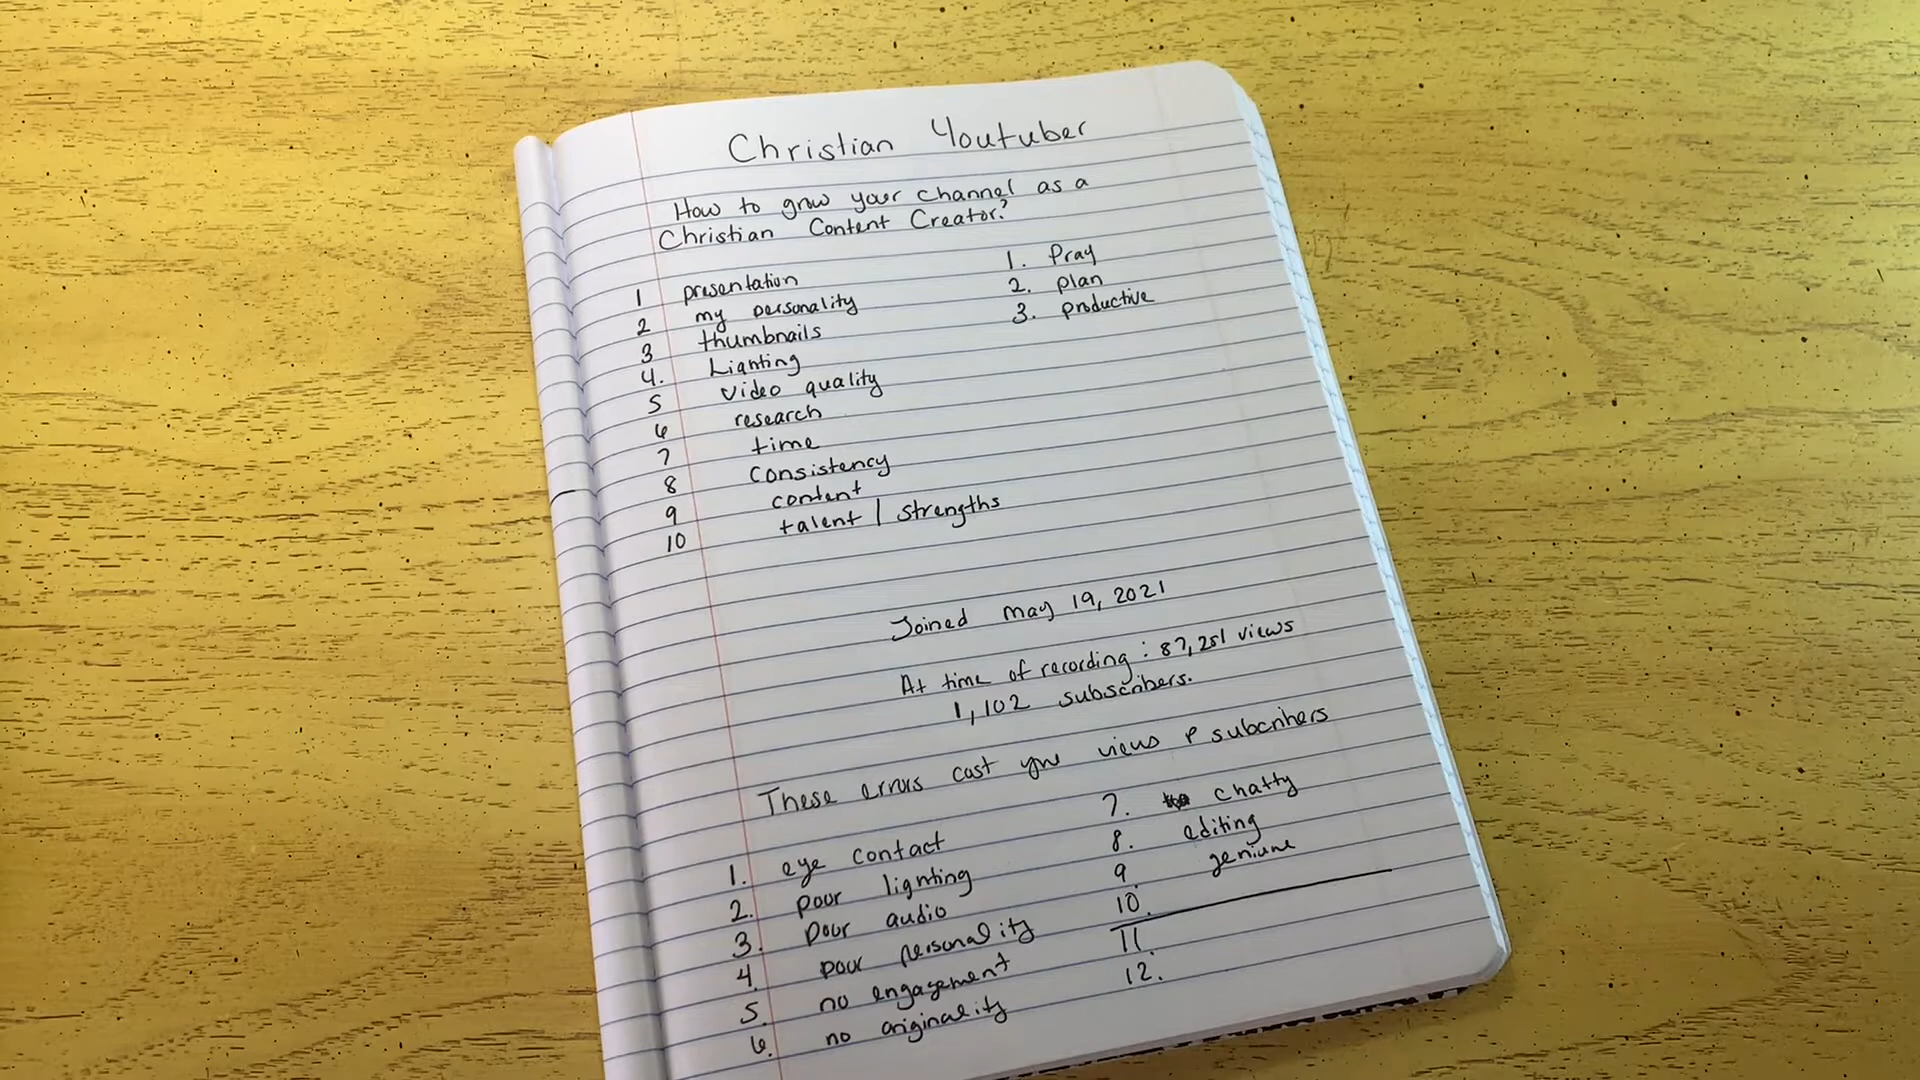 Christian Youtuber
How to grow your channel as a
Christian Content Creator?
1 presentation
2 my personality
3 thumbnails
4. Lighting
5 video quality
6 research
7 time
8 Consistency
9 content
10 talent / strengths
1. Pray
2. plan
3. productive
Joined may 19, 2021
At time of recording: 87,251 views
1,102 subscribers.
These errors cost you views & subcribers
1. eye contact
2. poor lighting
3. poor audio
4. poor personality
5. no engagement
6. no originality
7. chatty
8. editing
9. geniune
10.
11.
12.